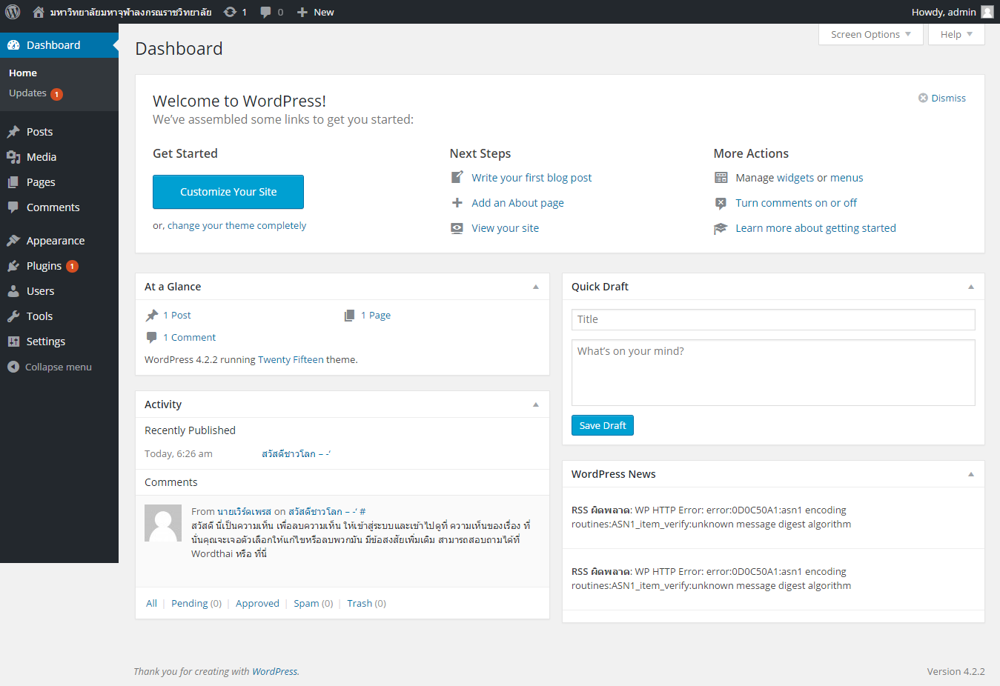 มหาวิทยาลัยมหาจุฬาลงกรณราชวิทยาลัย 1 0 New Howdy, admin
Screen Options Help
Dashboard
Home
Updates 1
Posts
Media
Pages
Comments
Appearance
Plugins 1
Users
Tools
Settings
Collapse menu
Dashboard
Welcome to WordPress!
Dismiss
We've assembled some links to get you started:
Get Started
Customize Your Site
or, change your theme completely
Next Steps
Write your first blog post
Add an About page
View your site
More Actions
Manage widgets or menus
Turn comments on or off
Learn more about getting started
At a Glance
1 Post 1 Page
1 Comment
WordPress 4.2.2 running Twenty Fifteen theme.
Activity
Recently Published
Today, 6:26 am สวัสดีชาวโลก – -‘
Comments
From นายเวิร์ดเพรส on สวัสดีชาวโลก – -‘ #
สวัสดี นี่เป็นความเห็น เพื่อลบความเห็น ให้เข้าสู่ระบบและเข้าไปดูที่ ความเห็นของเรื่อง ที่
นั่นคุณจะเจอตัวเลือกให้แก้ไขหรือลบพวกมัน มีข้อสงสัยเพิ่มเติม สามารถสอบถามได้ที่
Wordthai หรือ ที่นี่
All | Pending (0) | Approved | Spam (0) | Trash (0)
Quick Draft
Title
What's on your mind?
Save Draft
WordPress News
RSS ผิดพลาด: WP HTTP Error: error:0D0C50A1:asn1 encoding
routines:ASN1_item_verify:unknown message digest algorithm
RSS ผิดพลาด: WP HTTP Error: error:0D0C50A1:asn1 encoding
routines:ASN1_item_verify:unknown message digest algorithm
Thank you for creating with WordPress. Version 4.2.2